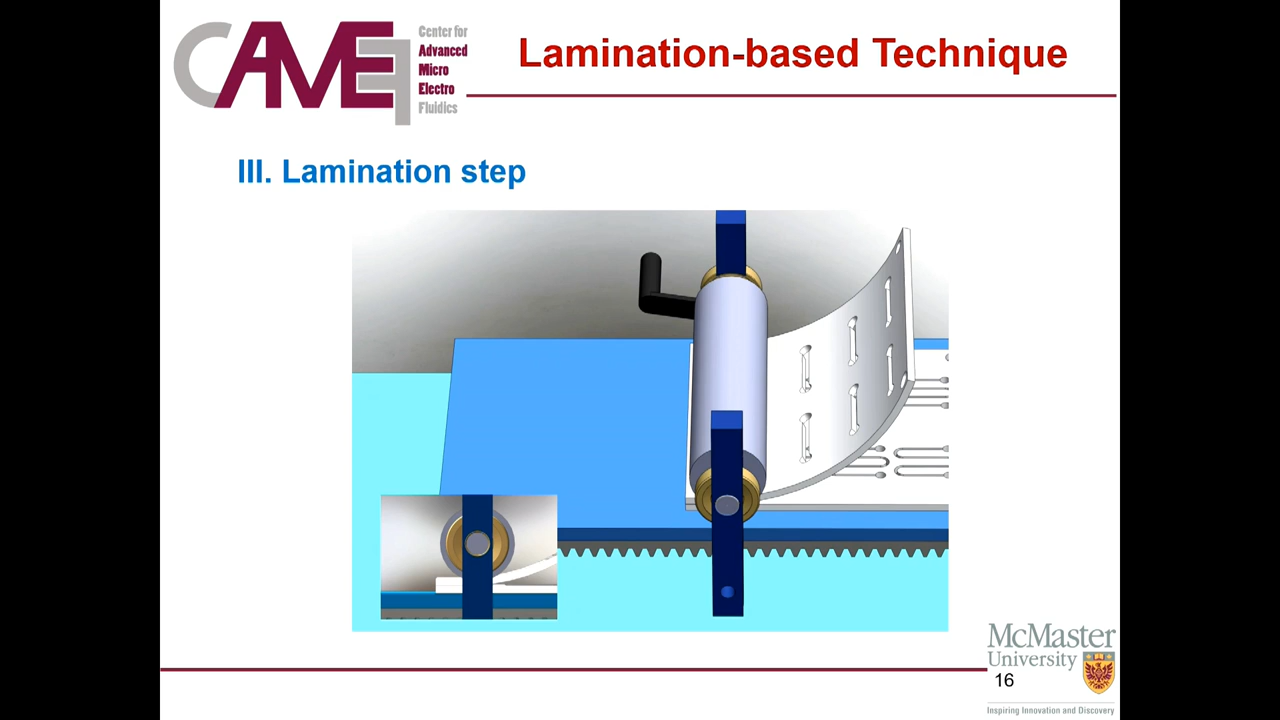 CAMEF
Center for
Advanced
Micro
Electro
Fluidics
Lamination-based Technique
III. Lamination step
McMaster
University
16
Inspiring Innovation and Discovery